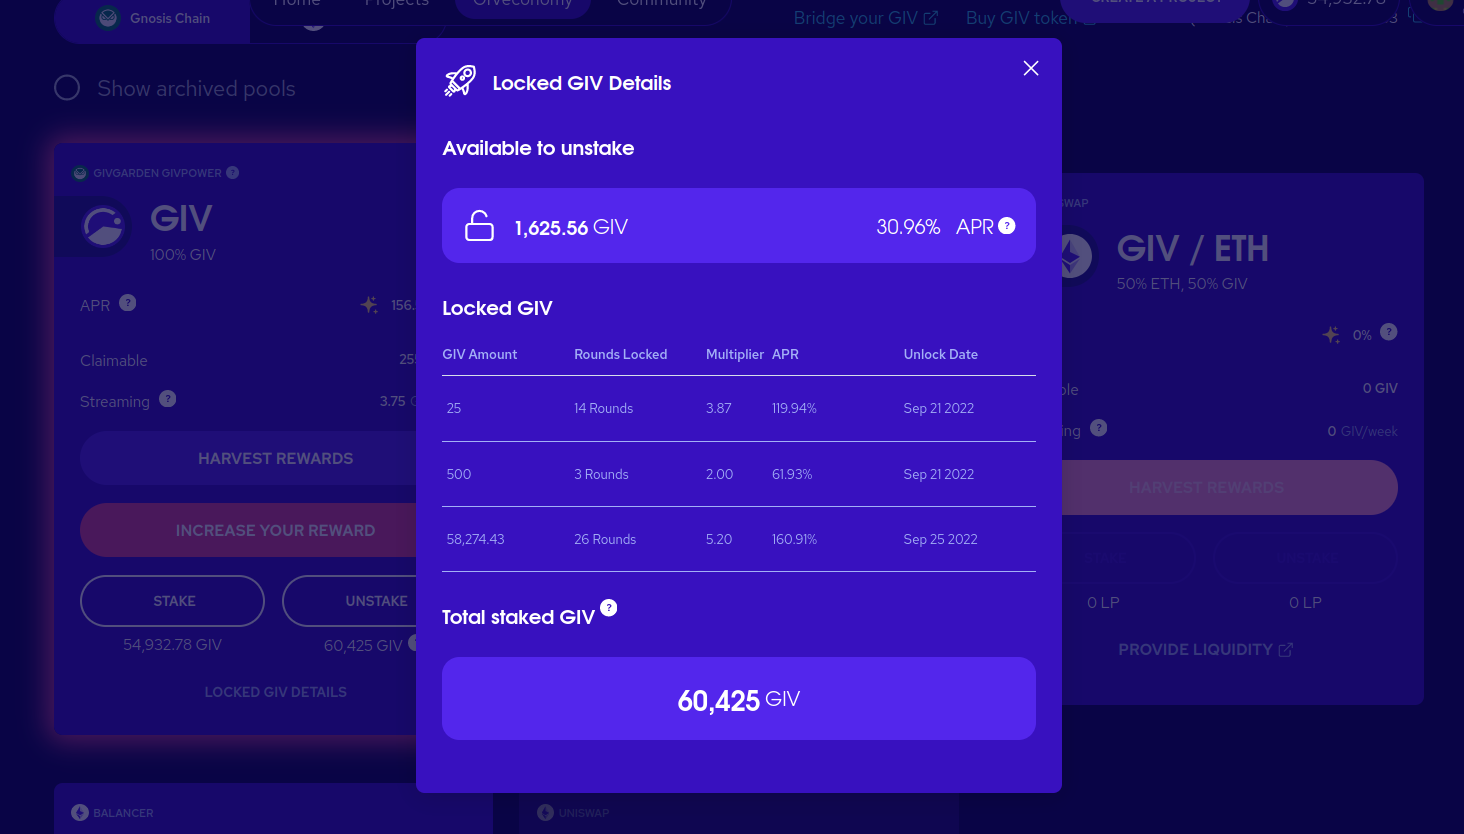 Gnosis Chain
Home
Projects
GIVeconomy
Community
Bridge your GIV
Buy GIV token
54,932.78
Show archived pools
Locked GIV Details
Available to unstake
1,625.56 GIV
30.96% APR ?
Locked GIV
GIV Amount Rounds Locked Multiplier APR Unlock Date
25 14 Rounds 3.87 119.94% Sep 21 2022
500 3 Rounds 2.00 61.93% Sep 21 2022
58,274.43 26 Rounds 5.20 160.91% Sep 25 2022
Total staked GIV ?
60,425 GIV
GIVGARDEN GIVPOWER ?
GIV
100% GIV
APR ?
Claimable
Streaming ? 3.75
HARVEST REWARDS
INCREASE YOUR REWARD
STAKE
UNSTAKE
54,932.78 GIV
60,425 GIV
LOCKED GIV DETAILS
GIV / ETH
50% ETH, 50% GIV
0% ?
0 GIV
? 0 GIV/week
HARVEST REWARDS
0 LP
0 LP
PROVIDE LIQUIDITY
BALANCER
UNISWAP